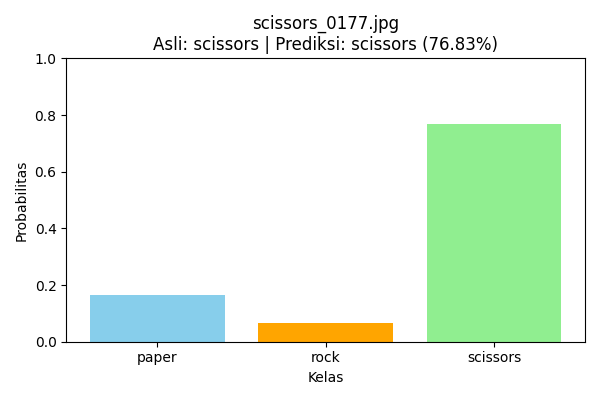 scissors_0177.jpg
Asli: scissors | Prediksi: scissors (76.83%)
1.0
0.8
0.6
0.4
0.2
0.0
Probabilitas
paper rock scissors
Kelas